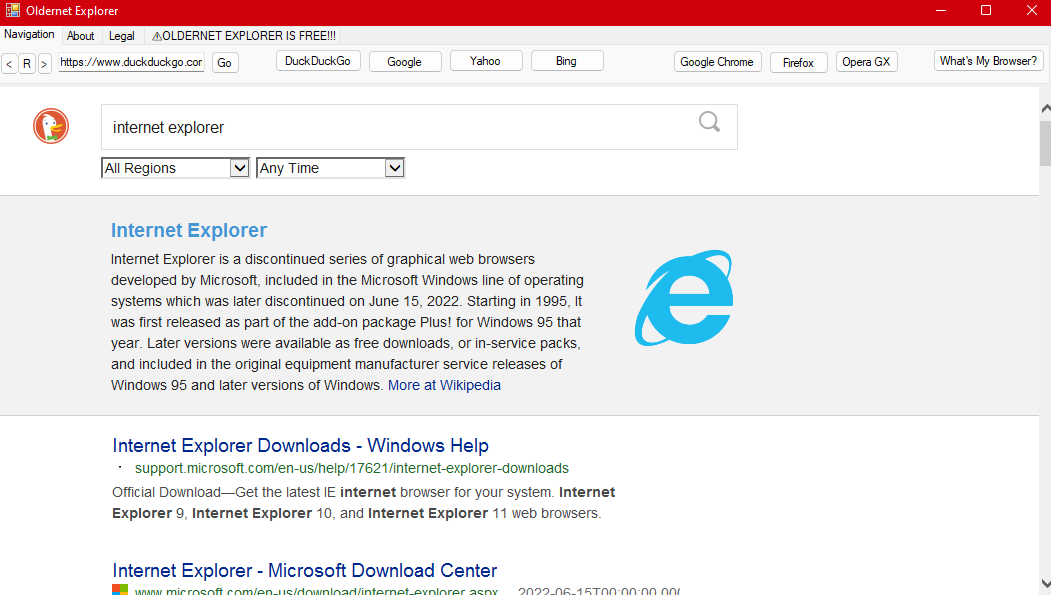 Oldernet Explorer
Navigation About Legal ⚠OLDERNET EXPLORER IS FREE!!!
< R > https://www.duckduckgo.cor Go DuckDuckGo Google Yahoo Bing Google Chrome Firefox Opera GX What's My Browser?
internet explorer
All Regions Any Time
Internet Explorer
Internet Explorer is a discontinued series of graphical web browsers
developed by Microsoft, included in the Microsoft Windows line of operating
systems which was later discontinued on June 15, 2022. Starting in 1995, It
was first released as part of the add-on package Plus! for Windows 95 that
year. Later versions were available as free downloads, or in-service packs,
and included in the original equipment manufacturer service releases of
Windows 95 and later versions of Windows. More at Wikipedia
Internet Explorer Downloads - Windows Help
· support.microsoft.com/en-us/help/17621/internet-explorer-downloads
Official Download—Get the latest IE internet browser for your system. Internet
Explorer 9, Internet Explorer 10, and Internet Explorer 11 web browsers.
Internet Explorer - Microsoft Download Center
www.microsoft.com/en-us/download/internet-explorer.aspx 2022-06-15T00:00:00.000